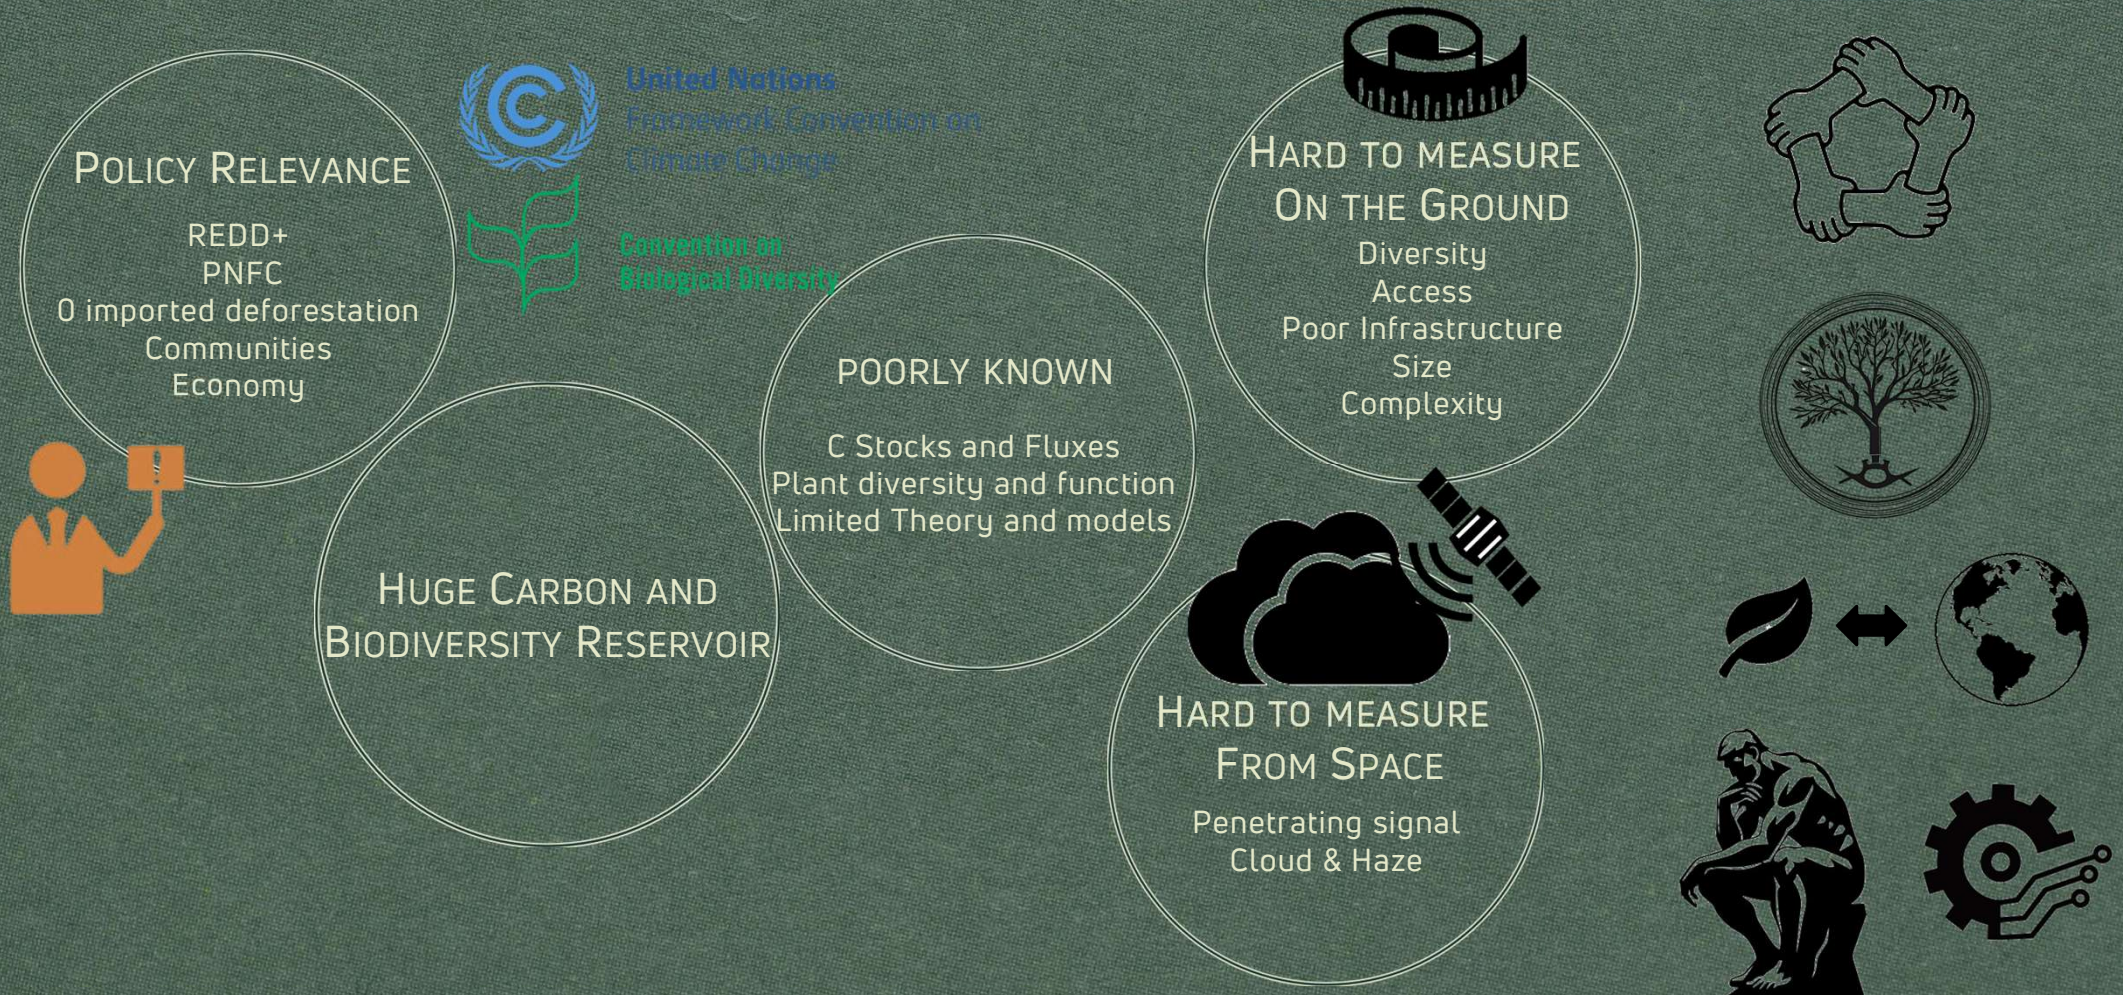 POLICY RELEVANCE
REDD+
PNFC
0 imported deforestation
Communities
Economy
United Nations
Framework Convention on
Climate Change
Convention on
Biological Diversity
HUGE CARBON AND
BIODIVERSITY RESERVOIR
POORLY KNOWN
C Stocks and Fluxes
Plant diversity and function
Limited Theory and models
HARD TO MEASURE
ON THE GROUND
Diversity
Access
Poor Infrastructure
Size
Complexity
HARD TO MEASURE
FROM SPACE
Penetrating signal
Cloud & Haze